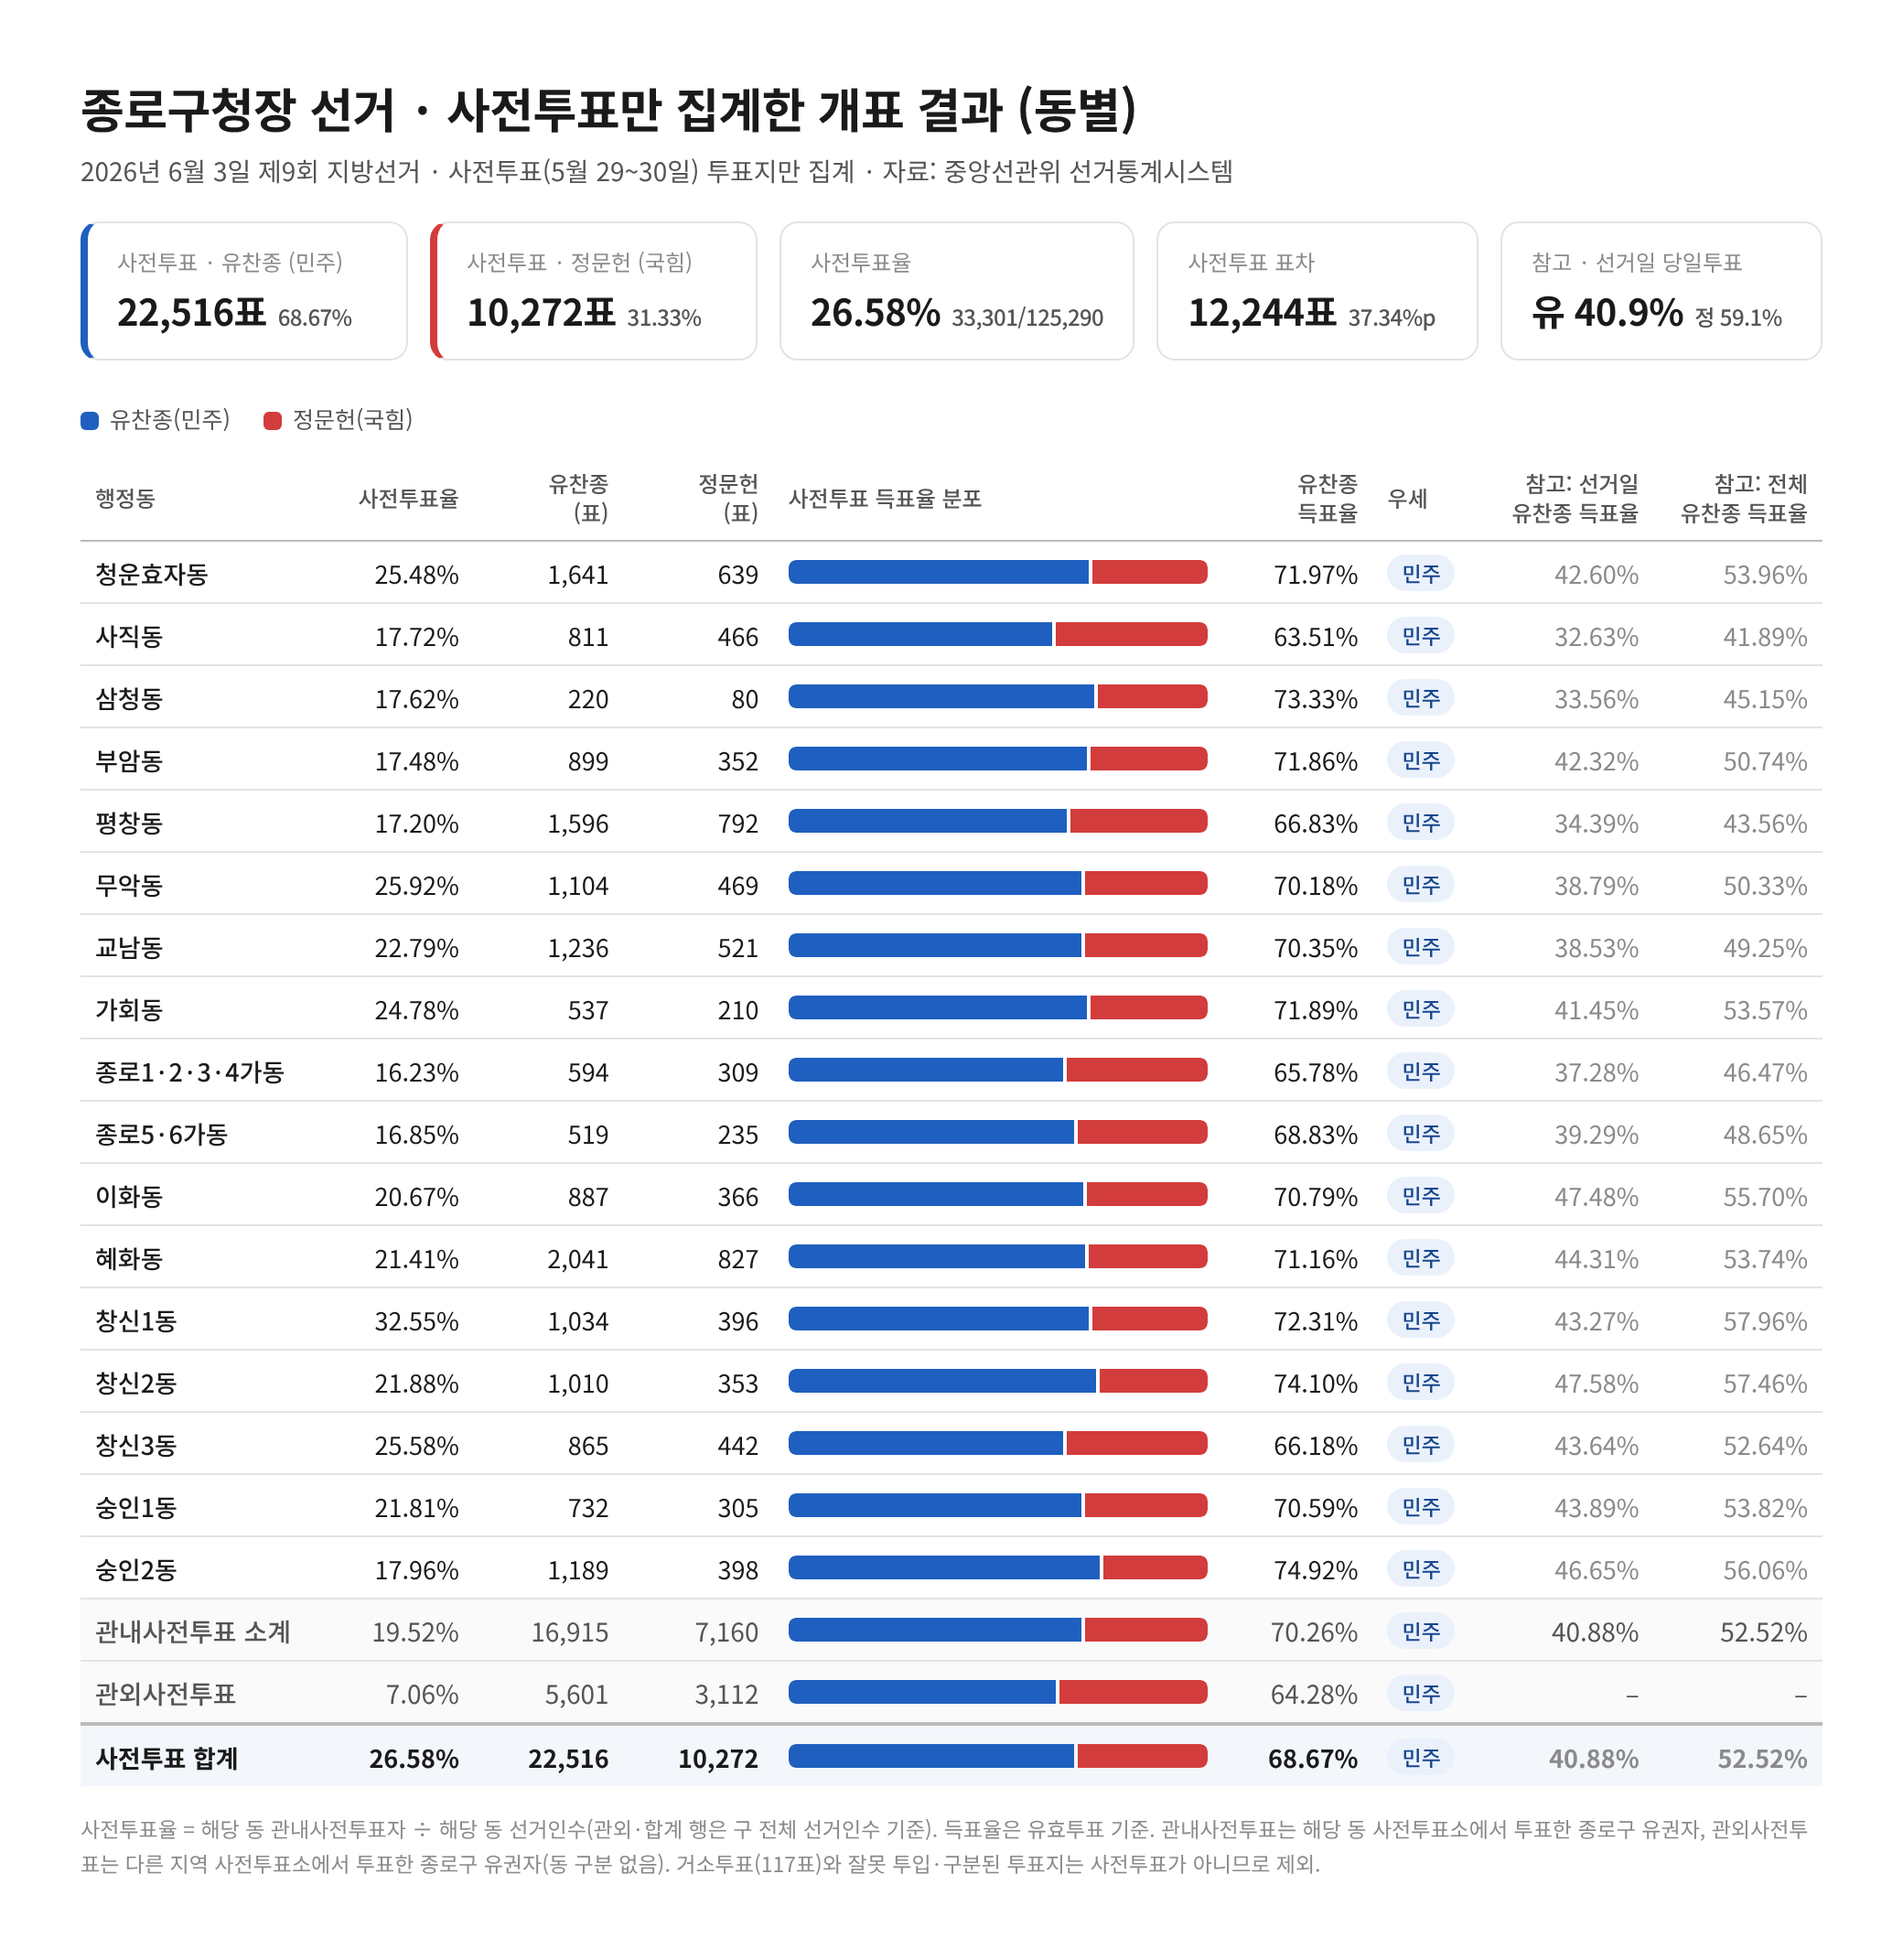 종로구청장 선거 · 사전투표만 집계한 개표 결과 (동별)
2026년 6월 3일 제9회 지방선거 · 사전투표(5월 29~30일) 투표지만 집계 · 자료: 중앙선관위 선거통계시스템
사전투표 · 유찬종 (민주)
22,516표 68.67%
사전투표 · 정문헌 (국힘)
10,272표 31.33%
사전투표율
26.58% 33,301/125,290
사전투표 표차
12,244표 37.34%p
참고 · 선거일 당일투표
유 40.9% 정 59.1%
유찬종(민주) 정문헌(국힘)
행정동 사전투표율 유찬종 (표) 정문헌 (표) 사전투표 득표율 분포 유찬종 득표율 우세 참고: 선거일 유찬종 득표율 참고: 전체 유찬종 득표율
청운효자동 25.48% 1,641 639 71.97% 민주 42.60% 53.96%
사직동 17.72% 811 466 63.51% 민주 32.63% 41.89%
삼청동 17.62% 220 80 73.33% 민주 33.56% 45.15%
부암동 17.48% 899 352 71.86% 민주 42.32% 50.74%
평창동 17.20% 1,596 792 66.83% 민주 34.39% 43.56%
무악동 25.92% 1,104 469 70.18% 민주 38.79% 50.33%
교남동 22.79% 1,236 521 70.35% 민주 38.53% 49.25%
가회동 24.78% 537 210 71.89% 민주 41.45% 53.57%
종로1·2·3·4가동 16.23% 594 309 65.78% 민주 37.28% 46.47%
종로5·6가동 16.85% 519 235 68.83% 민주 39.29% 48.65%
이화동 20.67% 887 366 70.79% 민주 47.48% 55.70%
혜화동 21.41% 2,041 827 71.16% 민주 44.31% 53.74%
창신1동 32.55% 1,034 396 72.31% 민주 43.27% 57.96%
창신2동 21.88% 1,010 353 74.10% 민주 47.58% 57.46%
창신3동 25.58% 865 442 66.18% 민주 43.64% 52.64%
숭인1동 21.81% 732 305 70.59% 민주 43.89% 53.82%
숭인2동 17.96% 1,189 398 74.92% 민주 46.65% 56.06%
관내사전투표 소계 19.52% 16,915 7,160 70.26% 민주 40.88% 52.52%
관외사전투표 7.06% 5,601 3,112 64.28% 민주 – –
사전투표 합계 26.58% 22,516 10,272 68.67% 민주 40.88% 52.52%
사전투표율 = 해당 동 관내사전투표자 ÷ 해당 동 선거인수(관외·합계 행은 구 전체 선거인수 기준). 득표율은 유효투표 기준. 관내사전투표는 해당 동 사전투표소에서 투표한 종로구 유권자, 관외사전투
표는 다른 지역 사전투표소에서 투표한 종로구 유권자(동 구분 없음). 거소투표(117표)와 잘못 투입·구분된 투표지는 사전투표가 아니므로 제외.